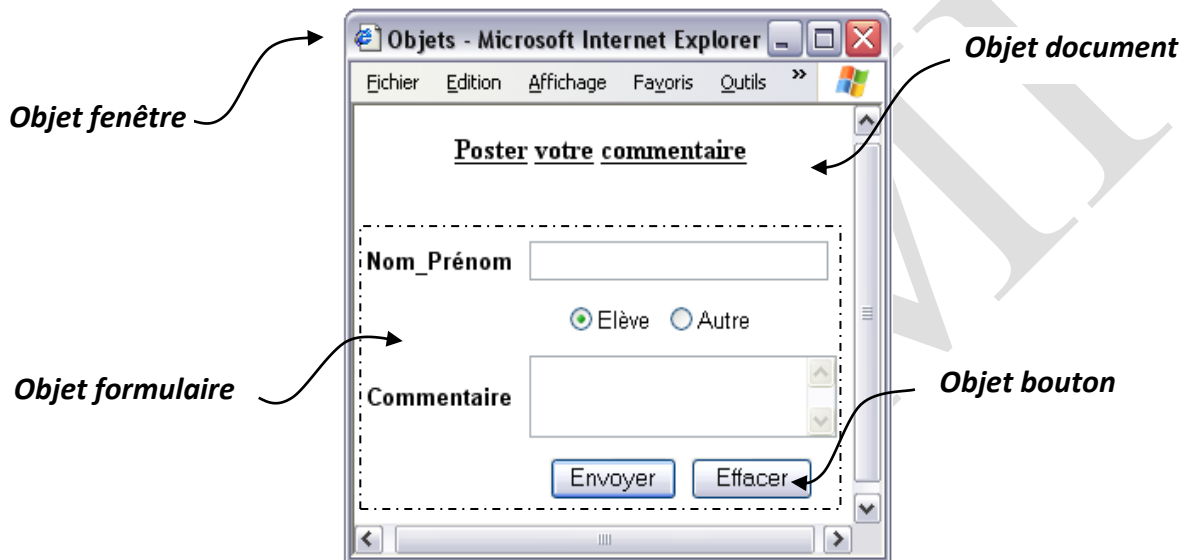 Objets - Microsoft Internet Explorer
Objet document
Fichier Edition Affichage Favoris Outils »
Objet fenêtre
Poster votre commentaire
Nom_Prénom
Elève Autre
Objet formulaire
Commentaire
Objet bouton
Envoyer Effacer